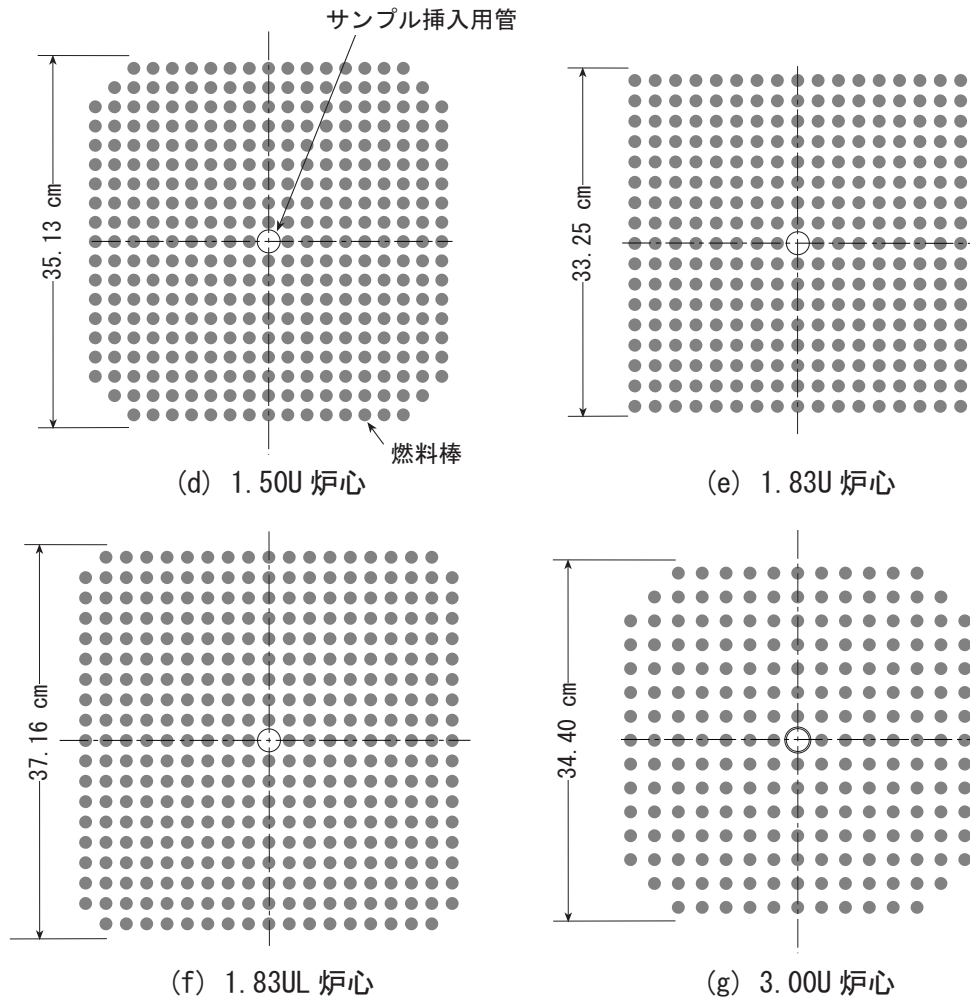 サンプル挿入用管
35.13 cm
33.25 cm
燃料棒
(d) 1.50U 炉心
(e) 1.83U 炉心
37.16 cm
34.40 cm
(f) 1.83UL 炉心
(g) 3.00U 炉心